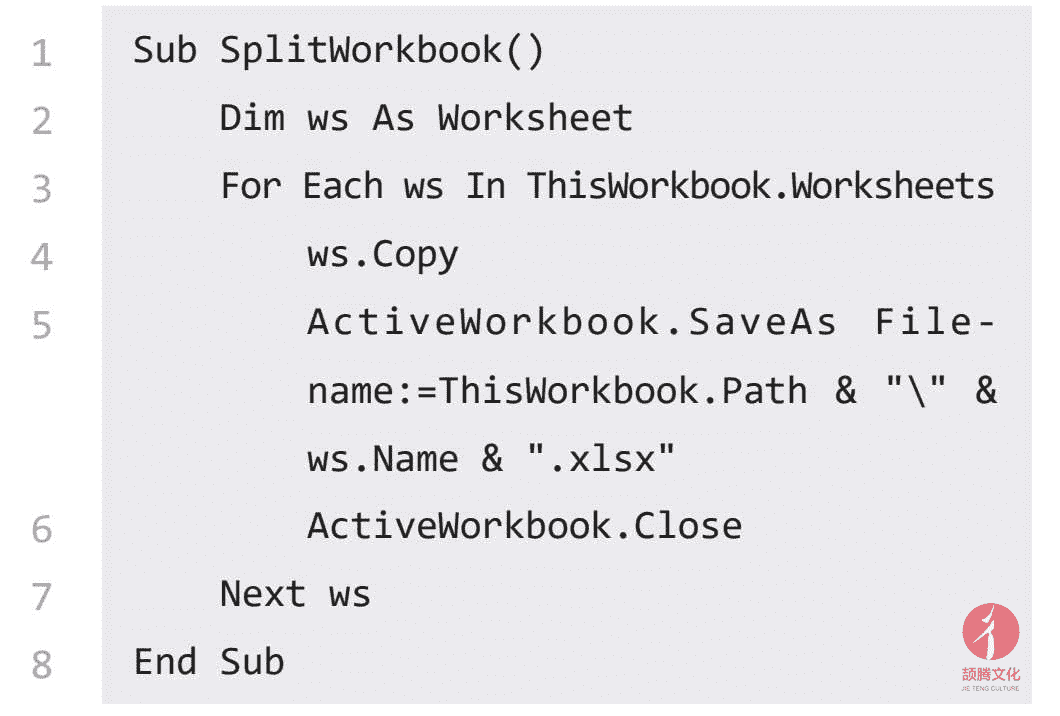 1 Sub SplitWorkbook()
2 Dim ws As Worksheet
3 For Each ws In ThisWorkbook.Worksheets
4 ws.Copy
5 ActiveWorkbook.SaveAs File-
name:=ThisWorkbook.Path & "\" &
ws.Name & ".xlsx"
6 ActiveWorkbook.Close
7 Next ws
8 End Sub
颉腾文化
JIE TENG CULTURE